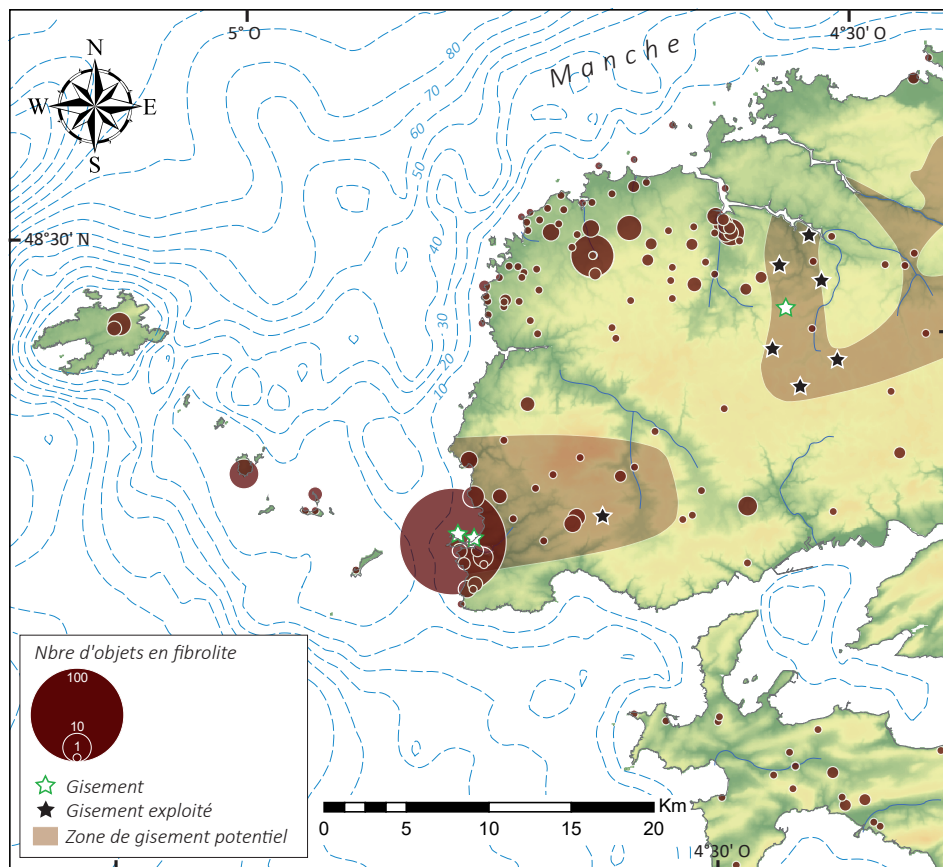 5° O
4°30' O
80
Manche
N
70
W E
60
S
50
40
48°30' N
30
20
10
Nbre d'objets en fibrolite
100
10
1
Gisement
Gisement exploité
Zone de gisement potentiel
Km
0 5 10 20
4°30' O